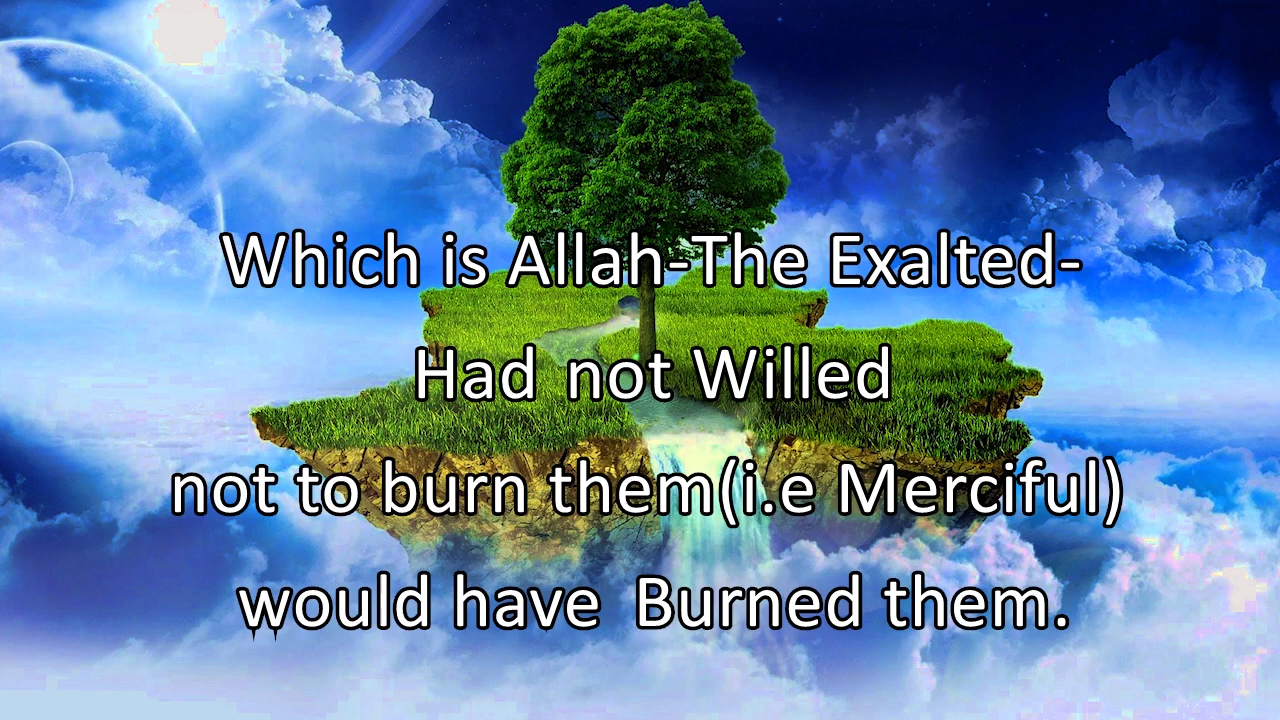 Which is Allah-The Exalted-
Had not Willed
not to burn them(i.e Merciful)
would have Burned them.